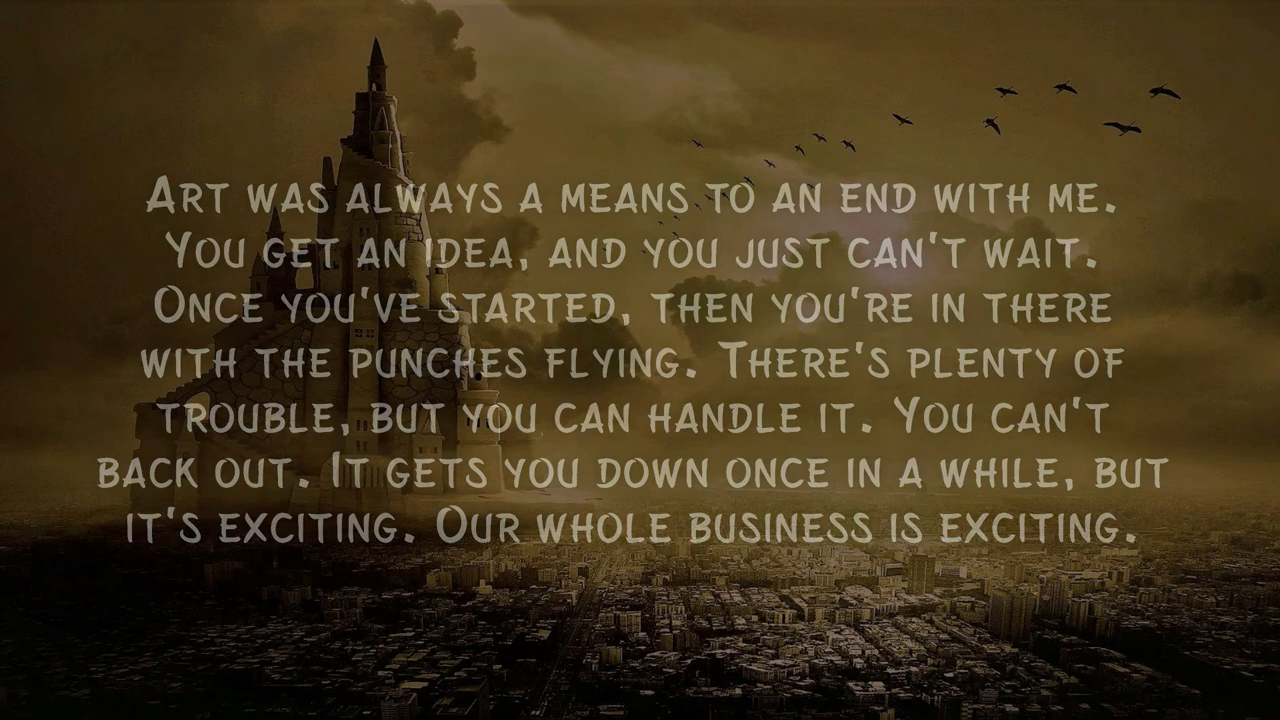 Art was always a means to an end with me.
You get an idea, and you just can't wait.
Once you've started, then you're in there
with the punches flying. There's plenty of
trouble, but you can handle it. You can't
back out. It gets you down once in a while, but
it's exciting. Our whole business is exciting.